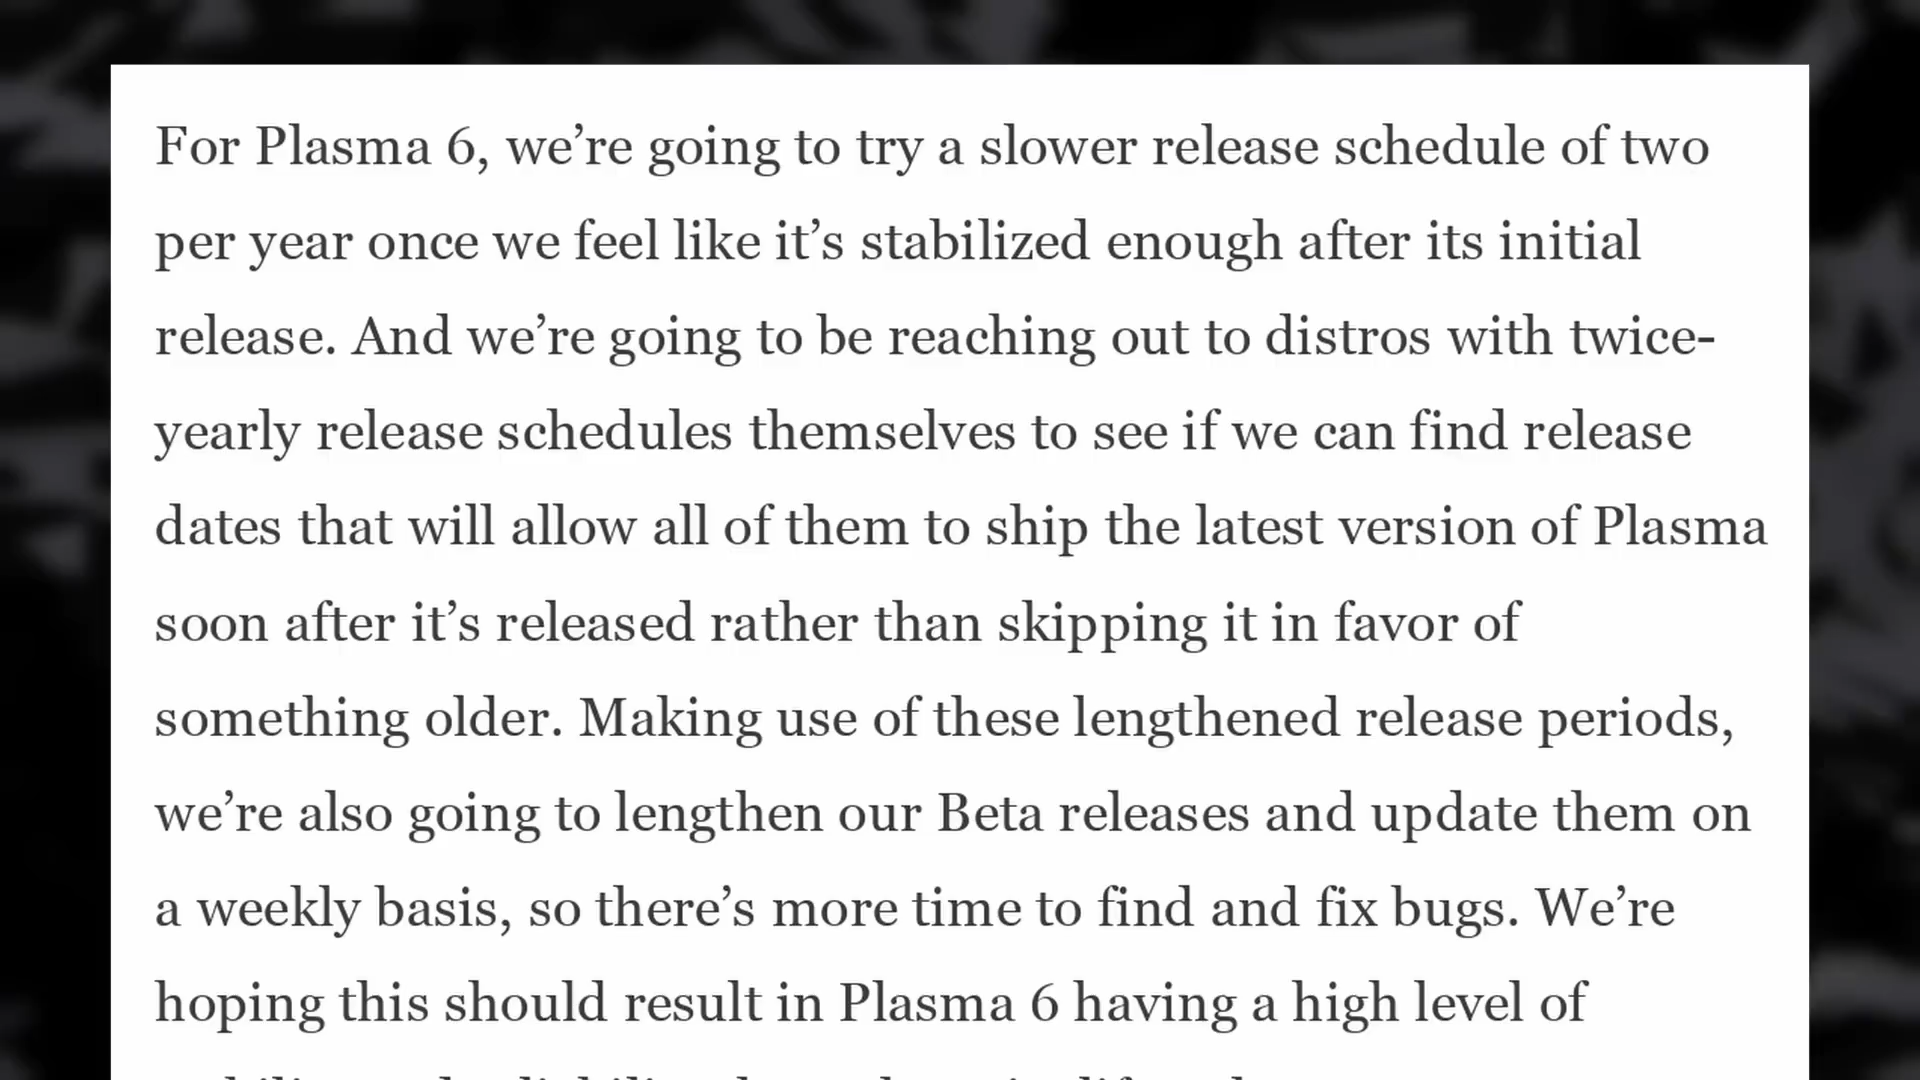 For Plasma 6, we’re going to try a slower release schedule of two
per year once we feel like it’s stabilized enough after its initial
release. And we’re going to be reaching out to distros with twice-
yearly release schedules themselves to see if we can find release
dates that will allow all of them to ship the latest version of Plasma
soon after it’s released rather than skipping it in favor of
something older. Making use of these lengthened release periods,
we’re also going to lengthen our Beta releases and update them on
a weekly basis, so there’s more time to find and fix bugs. We’re
hoping this should result in Plasma 6 having a high level of